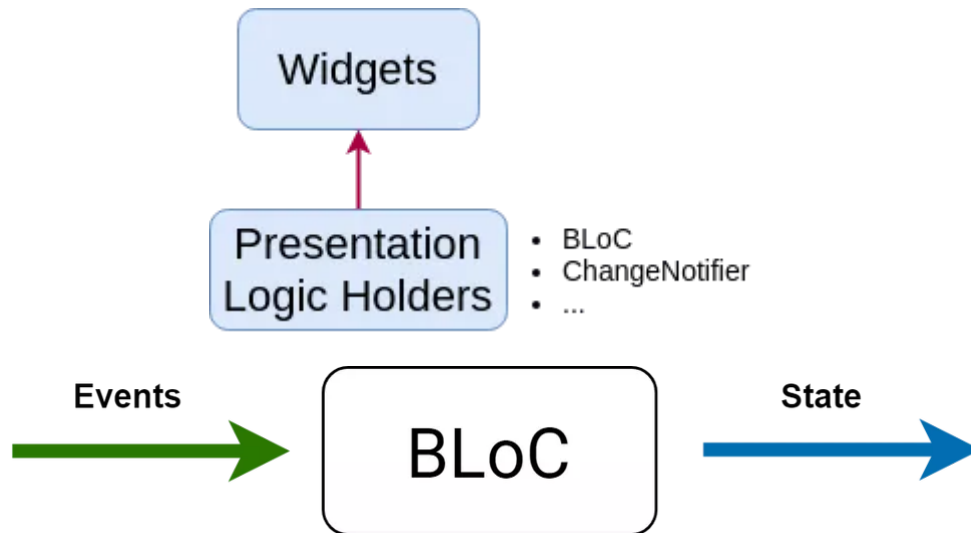 Widgets
Presentation
Logic Holders
• BLoC
• ChangeNotifier
• ...
Events
BLoC
State